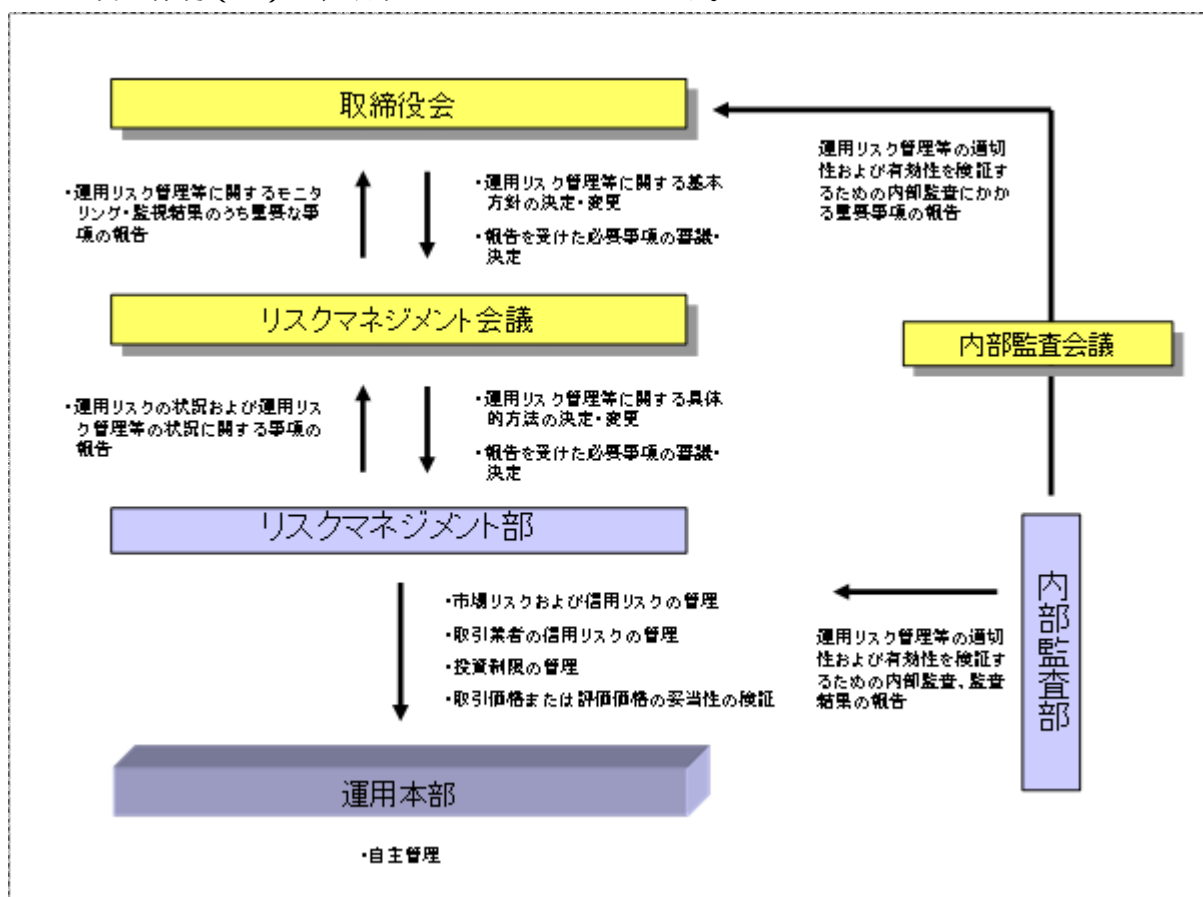 取締役会
・運用リスク管理等に関するモニ
タリング・監視結果のうち重要な事
項の報告
・運用リスク管理等に関する基本
方針の決定・変更
・報告を受けた必要事項の審議・
決定
運用リスク管理等の適切
性および有効性を検証す
るための内部監査にかか
る重要事項の報告
リスクマネジメント会議
内部監査会議
・運用リスクの状況および運用リス
ク管理等の状況に関する事項の
報告
・運用リスク管理等に関する具体
的方法の決定・変更
・報告を受けた必要事項の審議・
決定
リスクマネジメント部
内部監査部
・市場リスクおよび信用リスクの管理
・取引業者の信用リスクの管理
・投資制限の管理
・取引価格または評価価格の妥当性の検証
運用リスク管理等の適切
性および有効性を検証す
るための内部監査、監査
結果の報告
運用本部
・自主管理